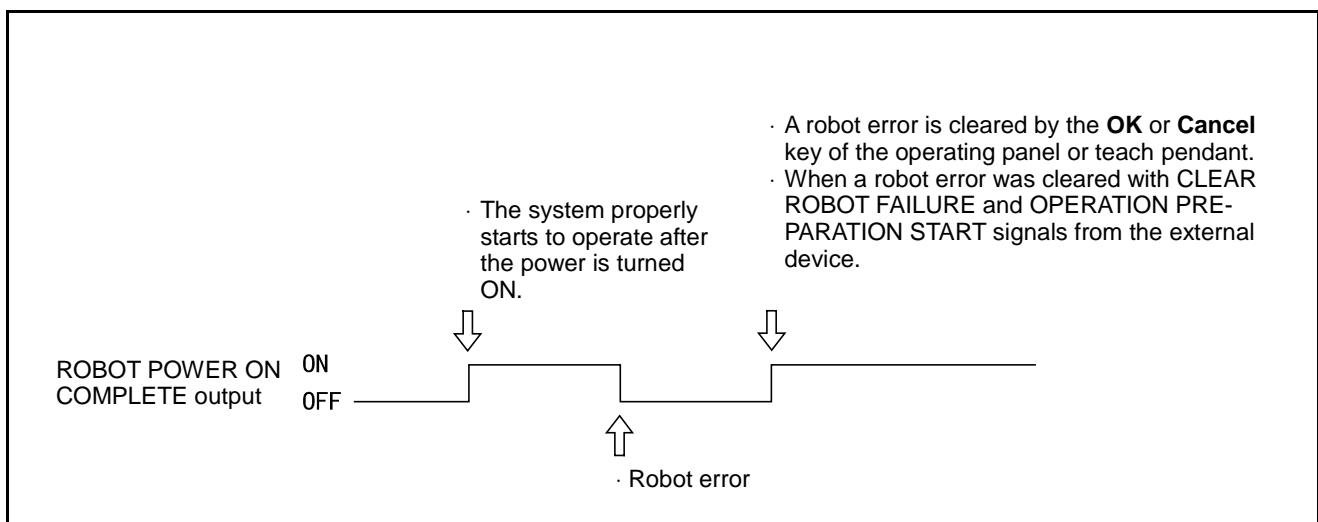 · A robot error is cleared by the OK or Cancel
key of the operating panel or teach pendant.
· When a robot error was cleared with CLEAR
ROBOT FAILURE and OPERATION PRE-
PARATION START signals from the external
device.
· The system properly
starts to operate after
the power is turned
ON.
ROBOT POWER ON
COMPLETE output
ON
OFF
· Robot error